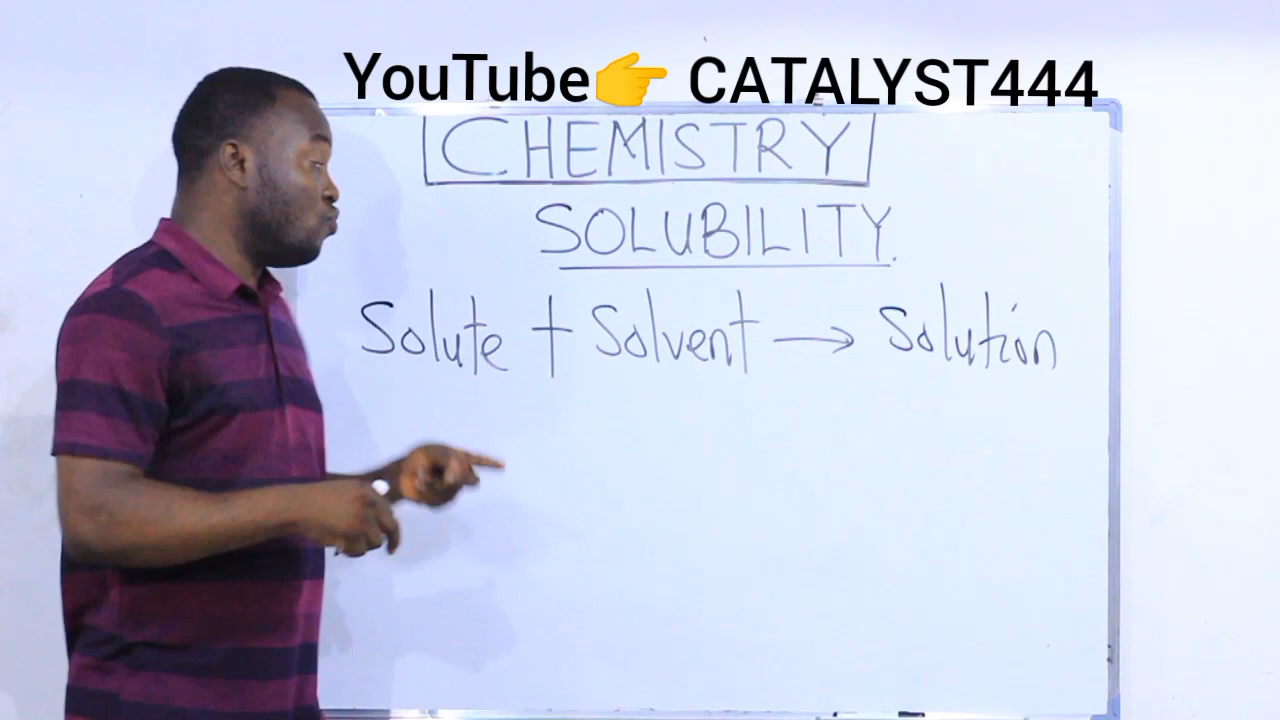 YouTube👉 CATALYST444
CHEMISTRY
SOLUBILITY.
Solute + Solvent → Solution